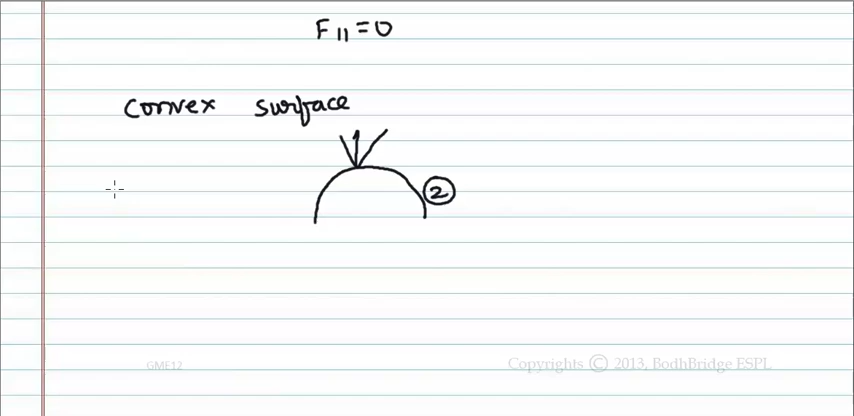 F11=0
convex surface
2
GME12
Copyrights © 2013, BodhBridge ESPL